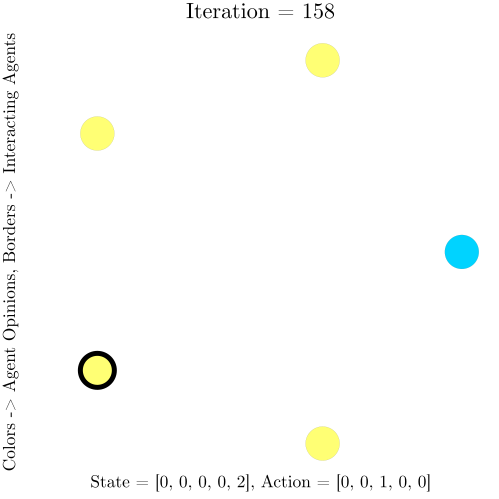 Iteration = 158
Colors -> Agent Opinions, Borders -> Interacting Agents
State = [0, 0, 0, 0, 2], Action = [0, 0, 1, 0, 0]